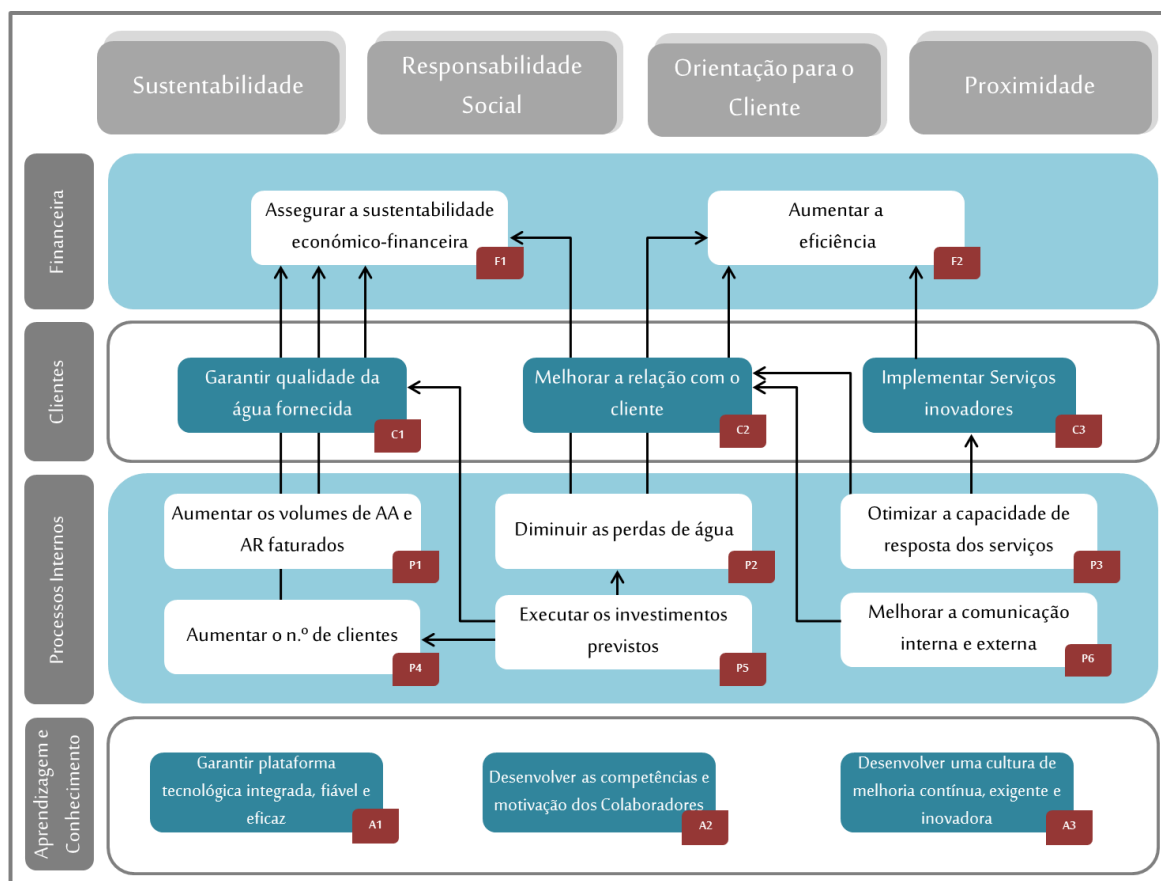 Sustentabilidade
Responsabilidade
Social
Orientação para o
Cliente
Proximidade
Financeira
Assegurar a sustentabilidade
económico-financeira
F1
Aumentar a
eficiência
F2
Clientes
Garantir qualidade da
água fornecida
C1
Melhorar a relação com o
cliente
C2
Implementar Serviços
inovadores
C3
Processos Internos
Aumentar os volumes de AA e
AR faturados
P1
Diminuir as perdas de água
P2
Otimizar a capacidade de
resposta dos serviços
P3
Aumentar o n.º de clientes
P4
Executar os investimentos
previstos
P5
Melhorar a comunicação
interna e externa
P6
Aprendizagem e
Conhecimento
Garantir plataforma
tecnológica integrada, fiável e
eficaz
A1
Desenvolver as competências e
motivação dos Colaboradores
A2
Desenvolver uma cultura de
melhoria contínua, exigente e
inovadora
A3